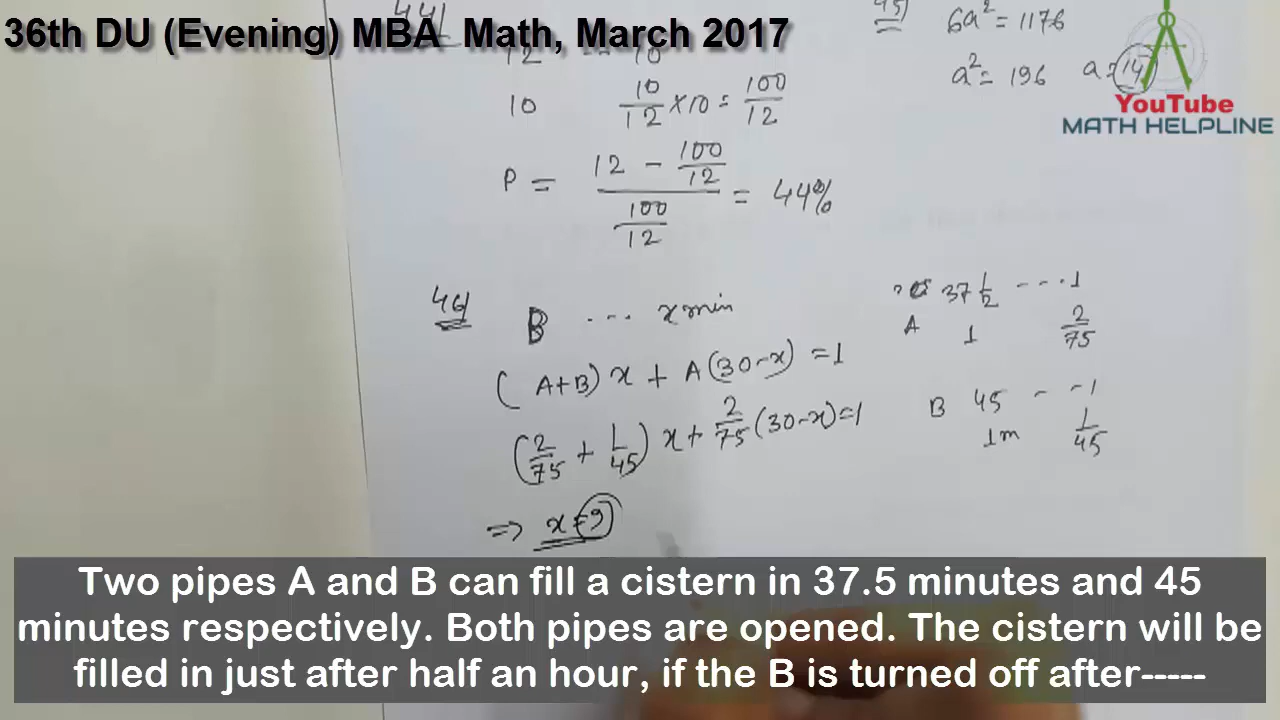 36th DU (Evening) MBA Math, March 2017
44
12 -- 10
10 10/12 × 10 = 100/12
P = (12 - 100/12) / (100/12) = 44%
45
6a² = 1176
a² = 196 a = 14
YouTube
MATH HELPLINE
46
B ... x min
(A+B) x + A(30-x) = 1
(2/75 + 1/45) x + 2/75 (30-x) = 1
⇒ x = 9
37 1/2 --- 1
A 1 2/75
B 45 - - 1
1m 1/45
Two pipes A and B can fill a cistern in 37.5 minutes and 45
minutes respectively. Both pipes are opened. The cistern will be
filled in just after half an hour, if the B is turned off after-----